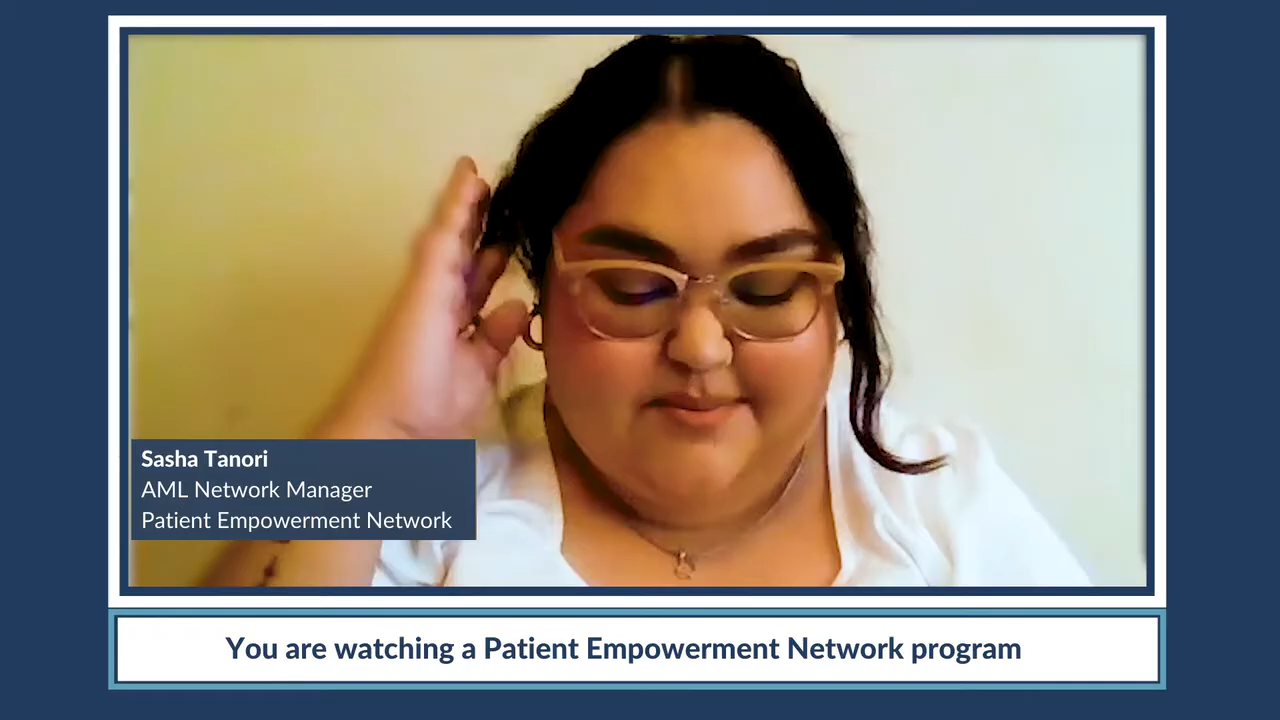 Sasha Tanori
AML Network Manager
Patient Empowerment Network
You are watching a Patient Empowerment Network program